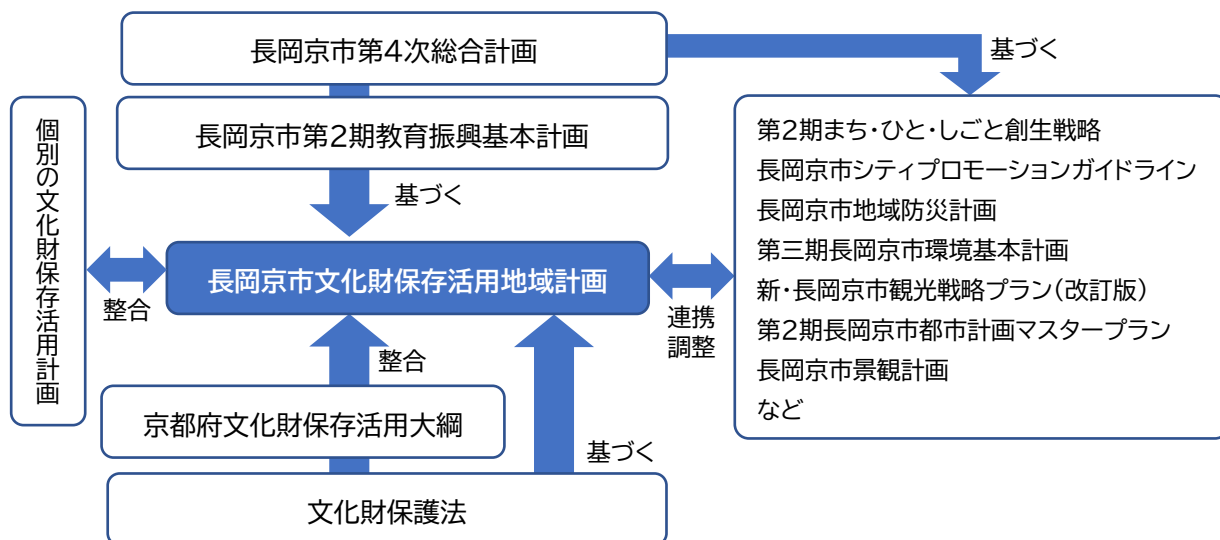 長岡京市第4次総合計画
基づく
長岡京市第2期教育振興基本計画
基づく
個別の文化財保存活用計画
整合
長岡京市文化財保存活用地域計画
連携
調整
第2期まち・ひと・しごと創生戦略
長岡京市シティプロモーションガイドライン
長岡京市地域防災計画
第三期長岡京市環境基本計画
新・長岡京市観光戦略プラン(改訂版)
第2期長岡京市都市計画マスタープラン
長岡京市景観計画
など
整合
京都府文化財保存活用大綱
基づく
文化財保護法